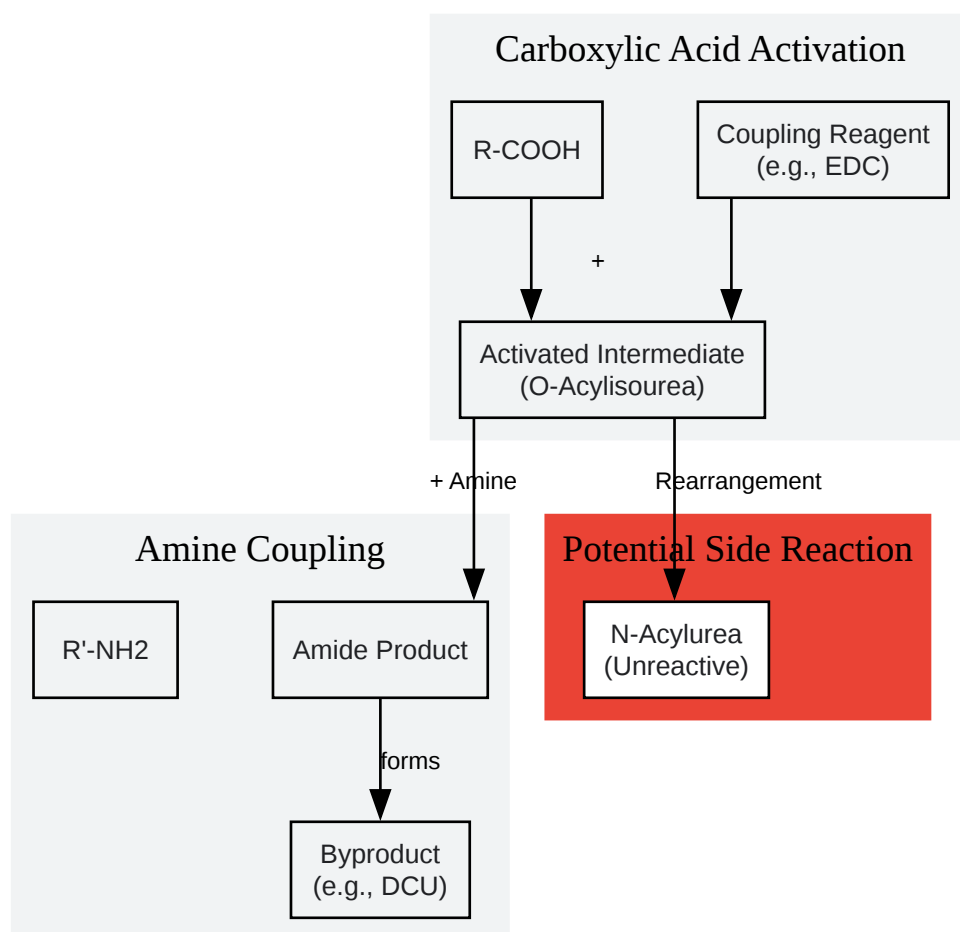 Carboxylic Acid Activation
R-COOH
Coupling Reagent
(e.g., EDC)
+
Activated Intermediate
(O-Acylisourea)
+ Amine
Rearrangement
Amine Coupling
Potential Side Reaction
R'-NH2
Amide Product
N-Acylurea
(Unreactive)
forms
Byproduct
(e.g., DCU)